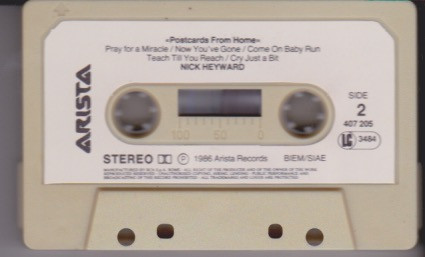 «Postcards From Home»
Pray for a Miracle / Now You've Gone / Come On Baby Run
Teach Till You Reach / Cry Just a Bit
NICK HEYWARD
ARISTA
SIDE
2
407 205
LC 3484
100 50 0
STEREO ℗ 1986 Arista Records BIEM/SIAE